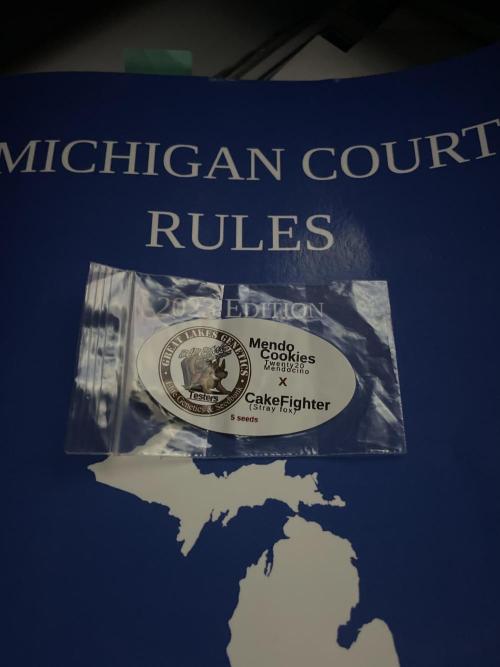 MICHIGAN COURT
RULES
EDITION
GREAT LAKES GENETICS
Testers
Mendo
Cookies
Twenty20
Mendocino
X
CakeFighter
(Stray fox)
5 seeds